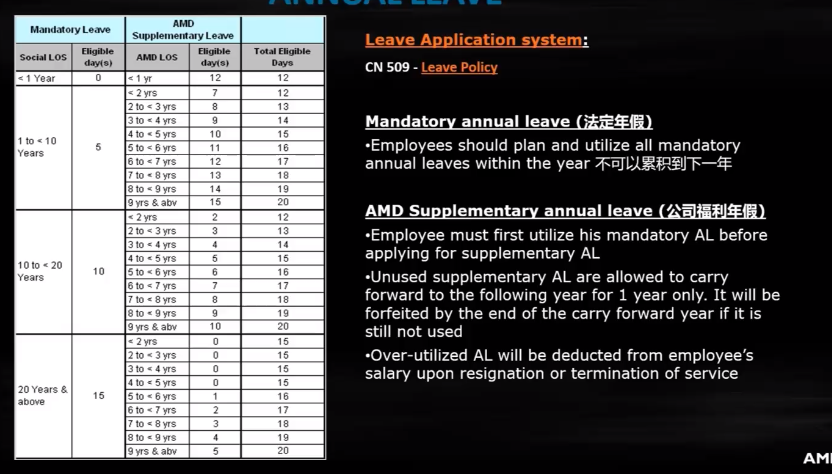 ANNUAL LEAVE
Mandatory Leave AMD Supplementary Leave
Social LOS Eligible day(s) AMD LOS Eligible day(s) Total Eligible Days
< 1 Year 0 < 1 yr 12 12
1 to < 10 Years 5 < 2 yrs 7 12
2 to < 3 yrs 8 13
3 to < 4 yrs 9 14
4 to < 5 yrs 10 15
5 to < 6 yrs 11 16
6 to < 7 yrs 12 17
7 to < 8 yrs 13 18
8 to < 9 yrs 14 19
9 yrs & abv 15 20
10 to < 20 Years 10 < 2 yrs 2 12
2 to < 3 yrs 3 13
3 to < 4 yrs 4 14
4 to < 5 yrs 5 15
5 to < 6 yrs 6 16
6 to < 7 yrs 7 17
7 to < 8 yrs 8 18
8 to < 9 yrs 9 19
9 yrs & abv 10 20
20 Years & above 15 < 2 yrs 0 15
2 to < 3 yrs 0 15
3 to < 4 yrs 0 15
4 to < 5 yrs 0 15
5 to < 6 yrs 1 16
6 to < 7 yrs 2 17
7 to < 8 yrs 3 18
8 to < 9 yrs 4 19
9 yrs & abv 5 20
Leave Application system:
CN 509 - Leave Policy
Mandatory annual leave (法定年假)
•Employees should plan and utilize all mandatory
annual leaves within the year 不可以累积到下一年
AMD Supplementary annual leave (公司福利年假)
•Employee must first utilize his mandatory AL before
applying for supplementary AL
•Unused supplementary AL are allowed to carry
forward to the following year for 1 year only. It will be
forfeited by the end of the carry forward year if it is
still not used
•Over-utilized AL will be deducted from employee's
salary upon resignation or termination of service